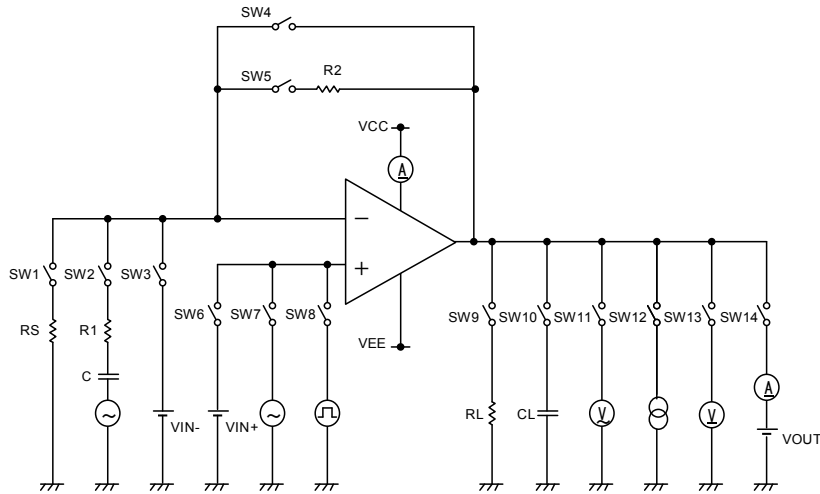 SW4
SW5
R2
VCC
A
SW1
SW2
SW3
RS
R1
C
VIN-
SW6
SW7
SW8
VIN+
VEE
SW9
SW10
SW11
SW12
SW13
SW14
RL
CL
V
V
A
VOUT